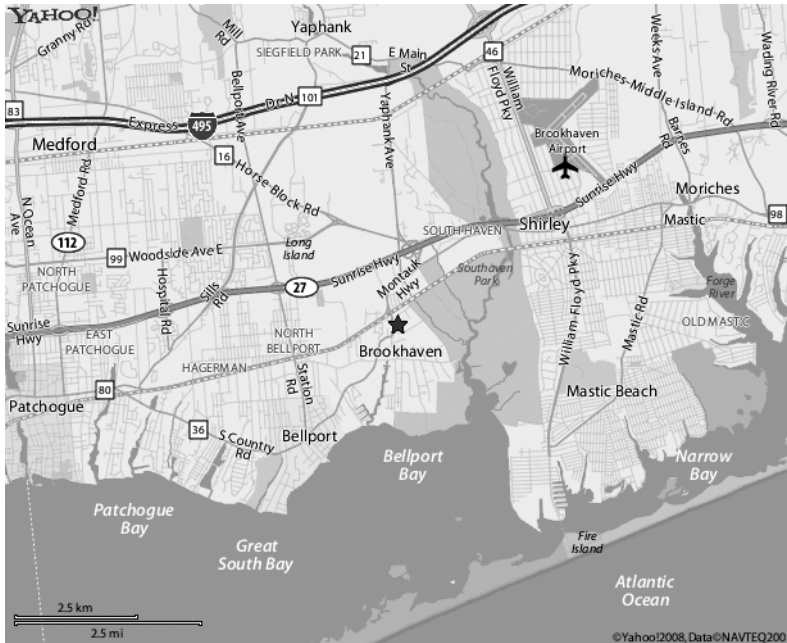 YAHOO!
Granny Rd
Mill
Rd
Yaphank
SIEGFIELD PARK
21
E Main
St
46
William
Floyd Pky
Weeks Ave
Wading River Rd
Moriches-Middle Island Rd
83
Express
495
Dr N
101
Bellport Ave
Yaphank Ave
Brookhaven
Airport
Barnes
Rd
Medford
16
Horse Block Rd
N Ocean
Ave
Medford Rd
Sunrise Hwy
Moriches
112
99
Woodside Ave E
Long
Island
SOUTH HAVEN
Shirley
Mastic
98
NORTH
PATCHOGUE
Hospital Rd
Sills
Rd
27
Sunrise Hwy
Montauk
Hwy
Southaven
Park
William Floyd Pky
Mastic Rd
Forge
River
Sunrise
Hwy
EAST
PATCHOGUE
HAGERMAN
NORTH
BELLPORT
Brookhaven
OLD MASTIC
80
Station
Rd
Mastic Beach
Patchogue
36
S Country
Rd
Bellport
Bellport
Bay
Narrow
Bay
Patchogue
Bay
Great
South Bay
Fire
Island
Atlantic
Ocean
2.5 km
2.5 mi
©Yahoo!2008, Data©NAVTEQ200